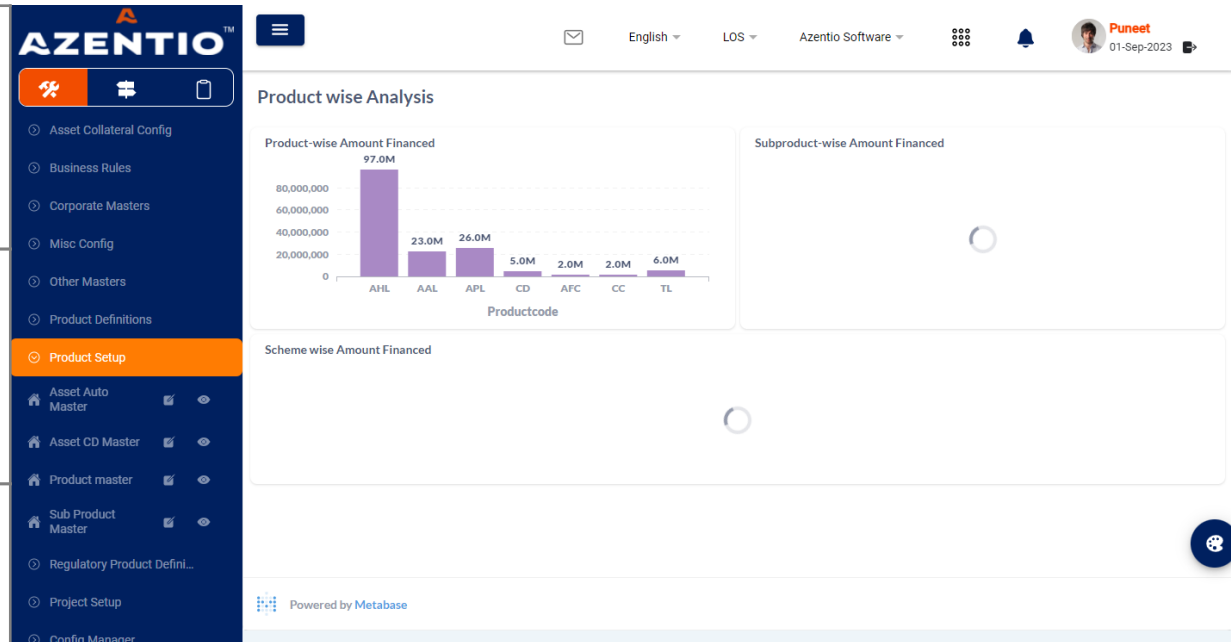 AZENTIO™
English
LOS
Azentio Software
Puneet
01-Sep-2023
Asset Collateral Config
Business Rules
Corporate Masters
Misc Config
Other Masters
Product Definitions
Product Setup
Asset Auto
Master
Asset CD Master
Product master
Sub Product
Master
Regulatory Product Defini...
Project Setup
Config Manager
Product wise Analysis
Product-wise Amount Financed
97.0M
80,000,000
60,000,000
40,000,000
23.0M
26.0M
20,000,000
5.0M
2.0M
2.0M
6.0M
0
AHL
AAL
APL
CD
AFC
CC
TL
Productcode
Subproduct-wise Amount Financed
Scheme wise Amount Financed
Powered by Metabase